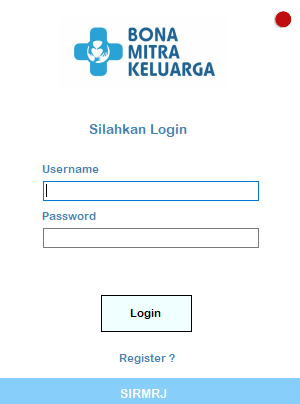 BONA
MITRA
KELUARGA
Silahkan Login
Username
Password
Login
Register ?
SIRMRJ